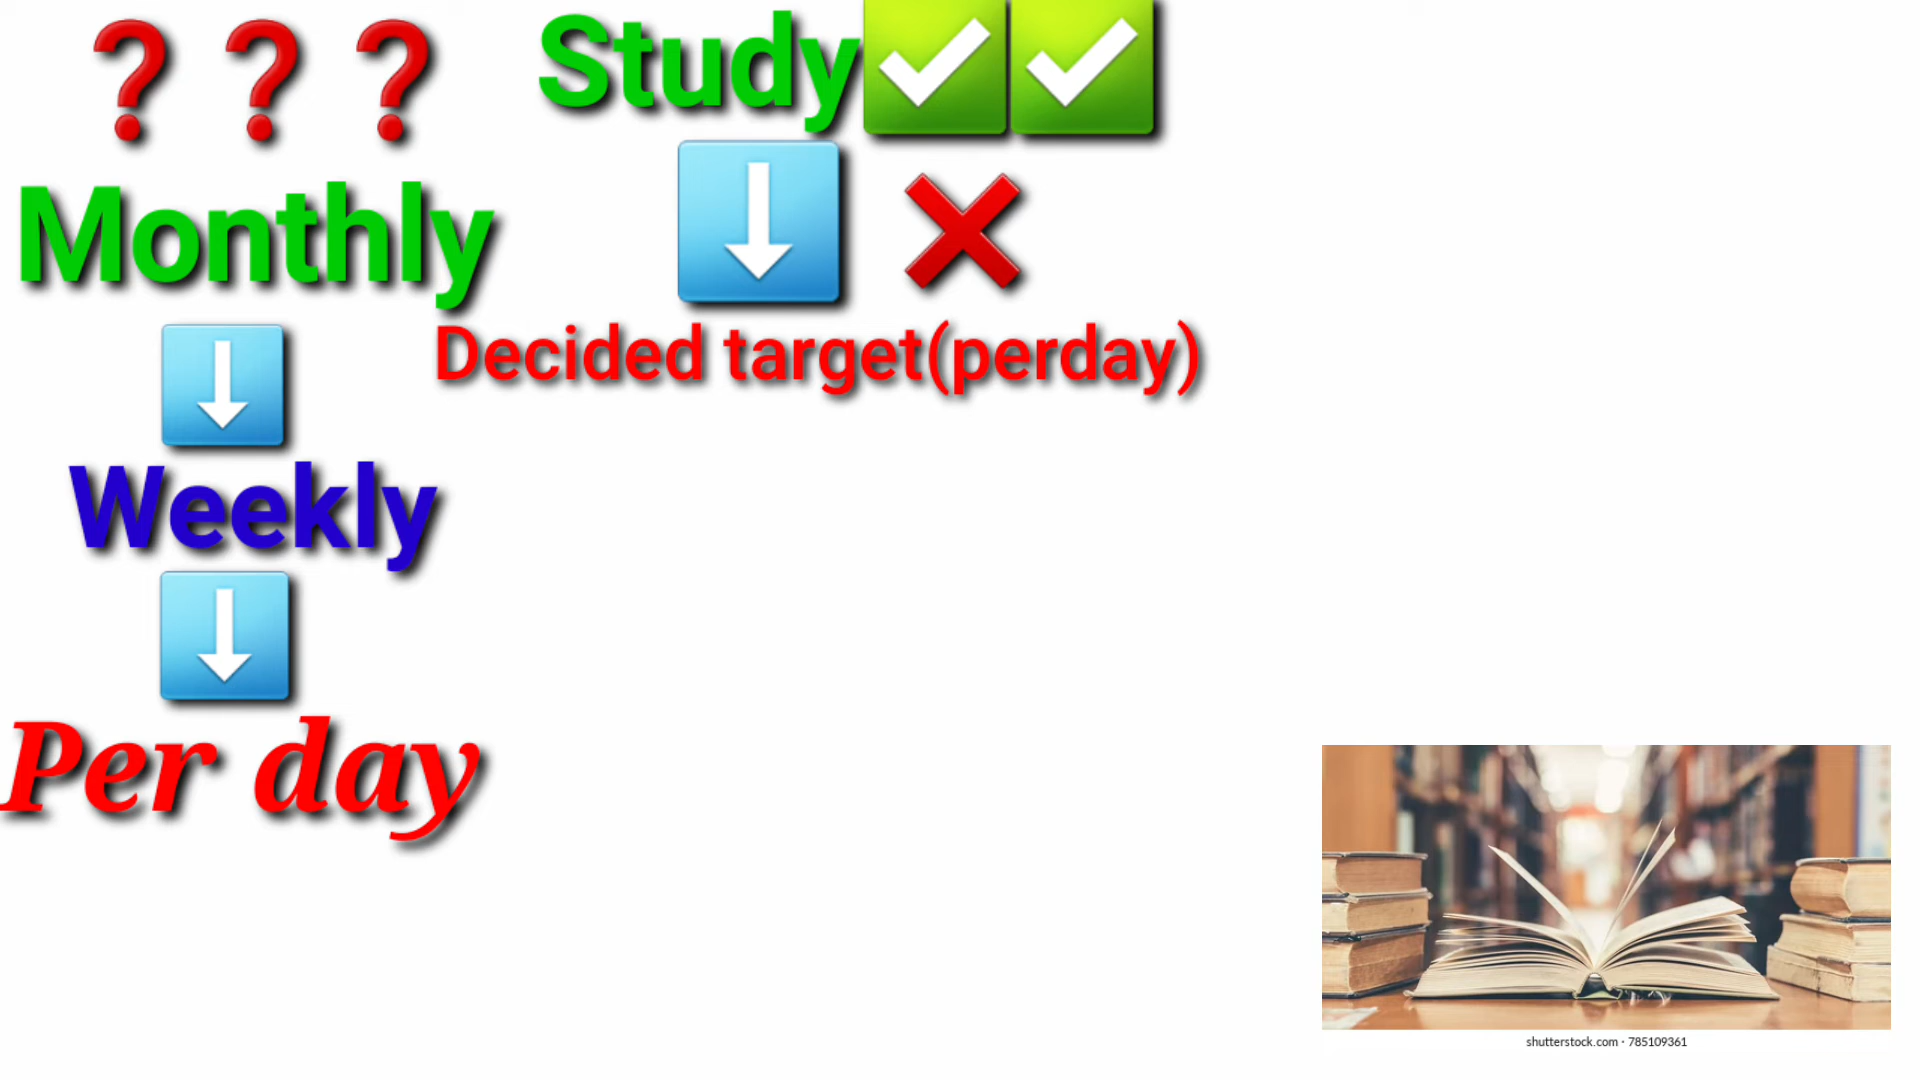 ???
Monthly
Weekly
Per day
Study
Decided target(perday)
shutterstock.com · 785109361